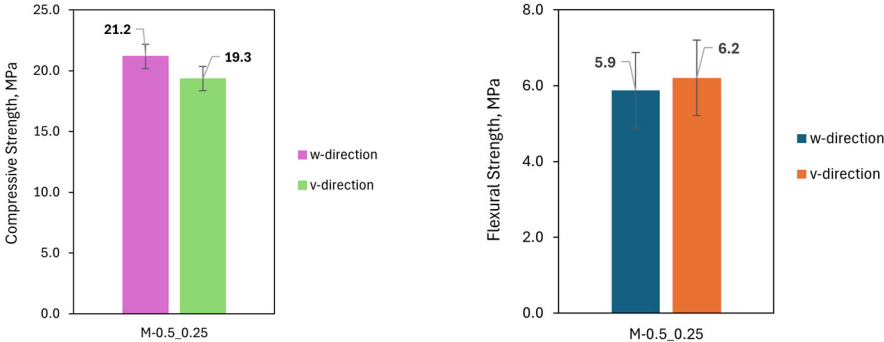 Compressive Strength, MPa
25.0
20.0
15.0
10.0
5.0
0.0
21.2
19.3
M-0.5_0.25
w-direction
v-direction
Flexural Strength, MPa
8.0
6.0
4.0
2.0
0.0
5.9
6.2
M-0.5_0.25
w-direction
v-direction